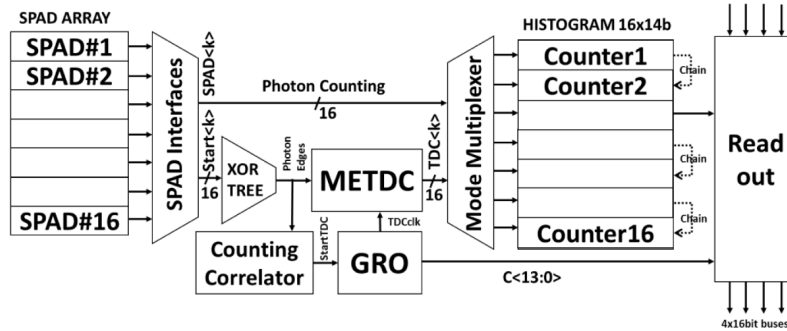 SPAD ARRAY
SPAD#1
SPAD#2
SPAD#16
SPAD Interfaces
SPAD<k>
Start<k>
16
Photon Counting
16
XOR
TREE
Photon
Edges
METDC
TDC<k>
16
Counting
Correlator
StartTDC
TDCclk
GRO
C<13:0>
Mode Multiplexer
HISTOGRAM 16x14b
Counter1
Counter2
Counter16
Chain
Chain
Chain
Read
out
4x16bit buses